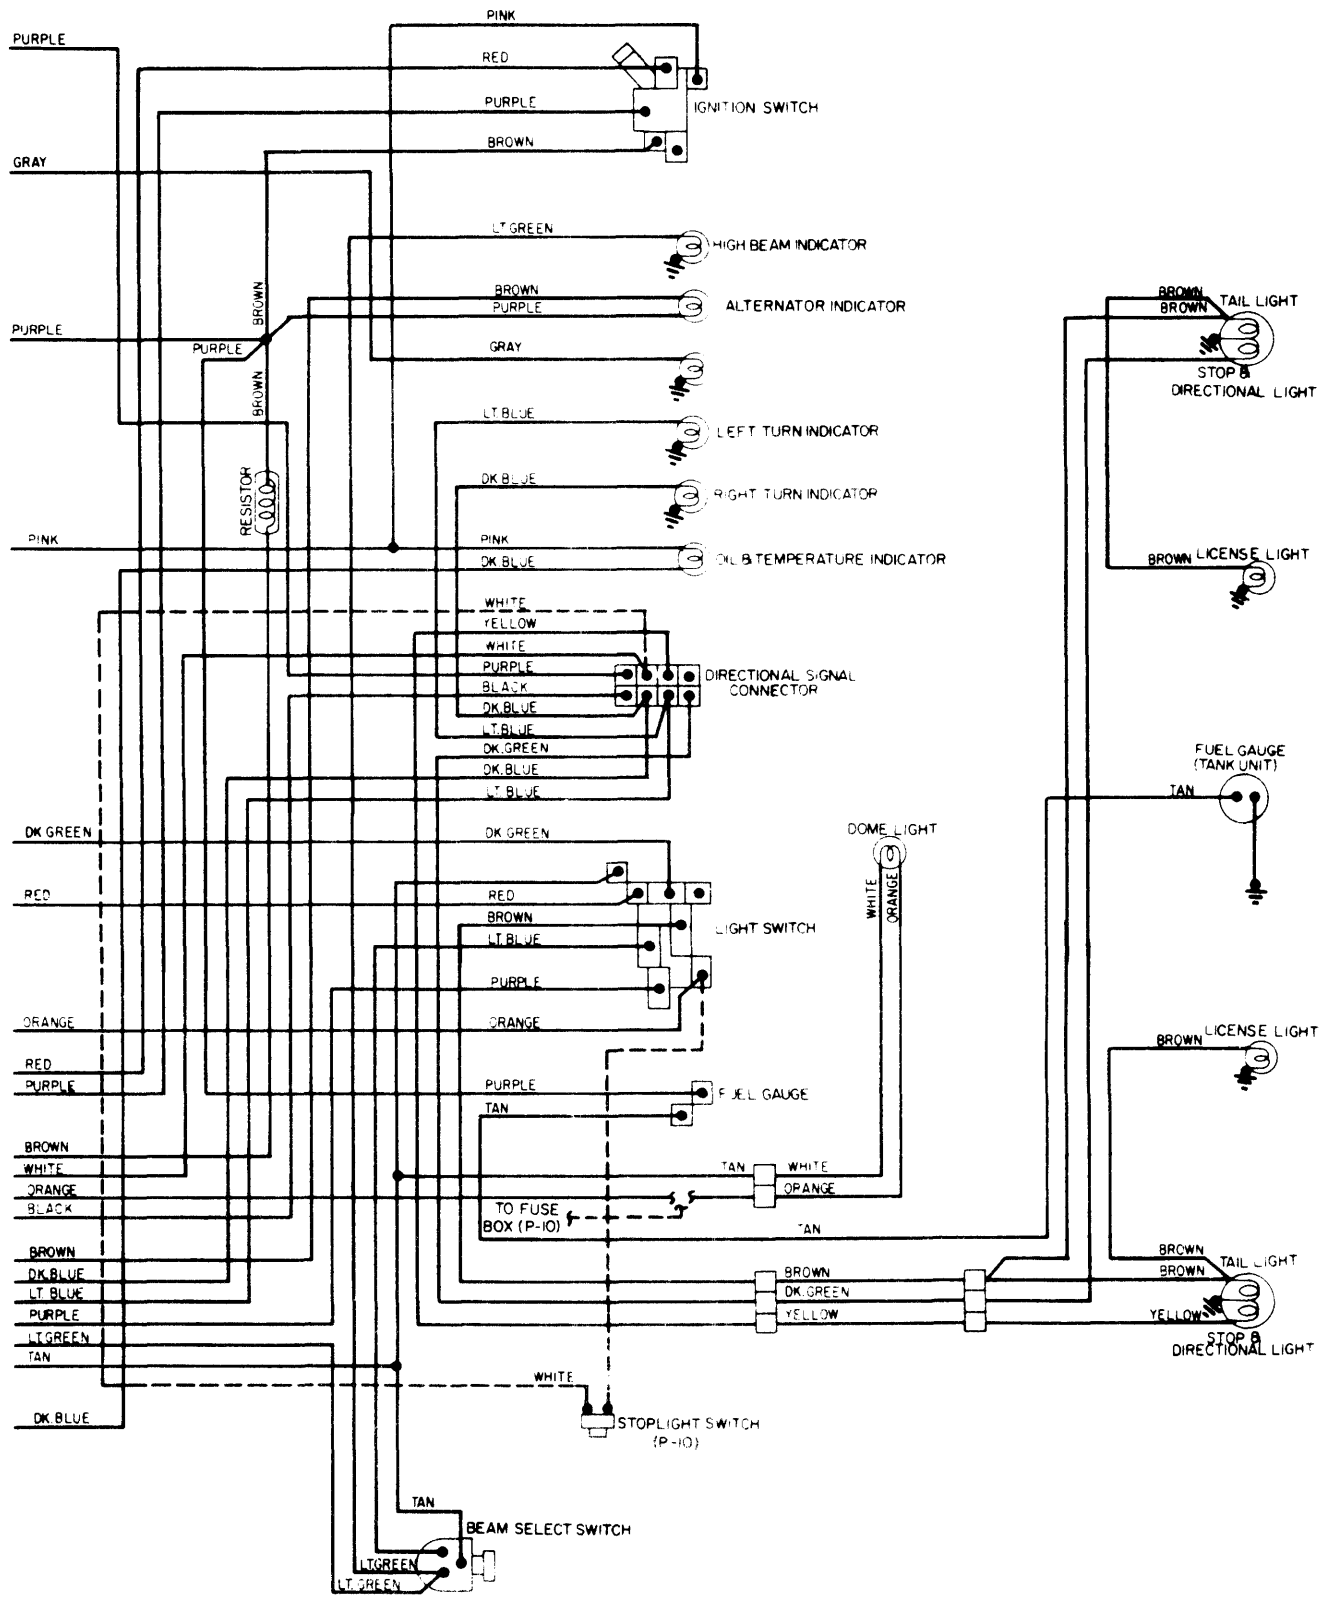 PINK
PURPLE
RED
PURPLE
IGNITION SWITCH
BROWN
GRAY
LT.GREEN
HIGH BEAM INDICATOR
BROWN
BROWN
PURPLE
ALTERNATOR INDICATOR
BROWN
BROWN
TAIL LIGHT
PURPLE
PURPLE
GRAY
STOP &
DIRECTIONAL LIGHT
BROWN
LT.BLUE
LEFT TURN INDICATOR
RESISTOR
DK.BLUE
RIGHT TURN INDICATOR
PINK
PINK
DK.BLUE
OIL & TEMPERATURE INDICATOR
BROWN
LICENSE LIGHT
WHITE
YELLOW
WHITE
PURPLE
BLACK
DK.BLUE
LT.BLUE
DK.GREEN
DK.BLUE
LT.BLUE
DIRECTIONAL SIGNAL
CONNECTOR
FUEL GAUGE
(TANK UNIT)
TAN
DK GREEN
DK GREEN
DOME LIGHT
WHITE
ORANGE
RED
RED
BROWN
LT.BLUE
LIGHT SWITCH
PURPLE
ORANGE
ORANGE
BROWN
LICENSE LIGHT
RED
PURPLE
PURPLE
FUEL GAUGE
TAN
BROWN
WHITE
TAN
WHITE
ORANGE
ORANGE
BLACK
TO FUSE
BOX (P-10)
TAN
BROWN
BROWN
BROWN
TAIL LIGHT
DK.BLUE
BROWN
LT. BLUE
DK.GREEN
PURPLE
YELLOW
YELLOW
STOP &
DIRECTIONAL LIGHT
LT.GREEN
TAN
WHITE
DK.BLUE
STOPLIGHT SWITCH
(P-10)
TAN
BEAM SELECT SWITCH
LT.GREEN
LT. GREEN